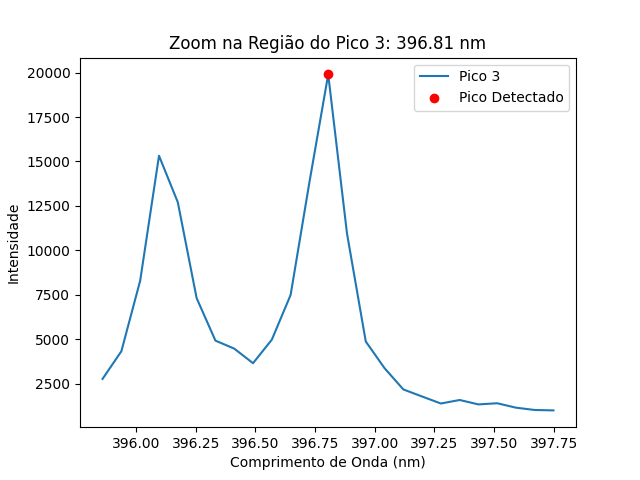 Zoom na Região do Pico 3: 396.81 nm
Pico 3
Pico Detectado
Intensidade
20000
17500
15000
12500
10000
7500
5000
2500
396.00 396.25 396.50 396.75 397.00 397.25 397.50 397.75
Comprimento de Onda (nm)